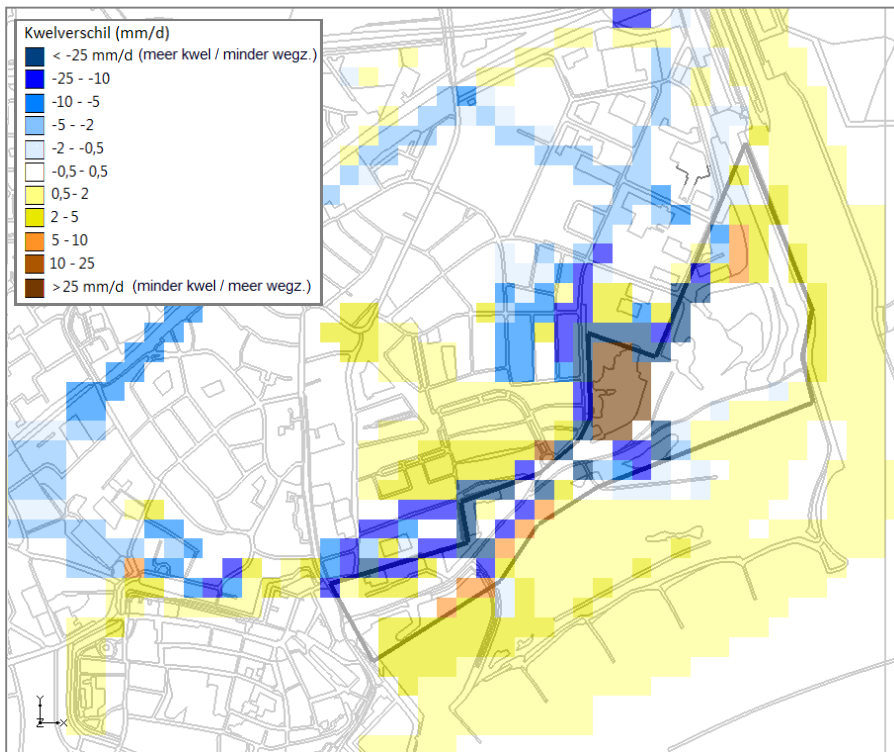 Kwelverschil (mm/d)
< -25 mm/d (meer kwel / minder wegz.)
-25 - -10
-10 - -5
-5 - -2
-2 - -0,5
-0,5 - 0,5
0,5 - 2
2 - 5
5 - 10
10 - 25
>25 mm/d (minder kwel / meer wegz.)
Y
Z X